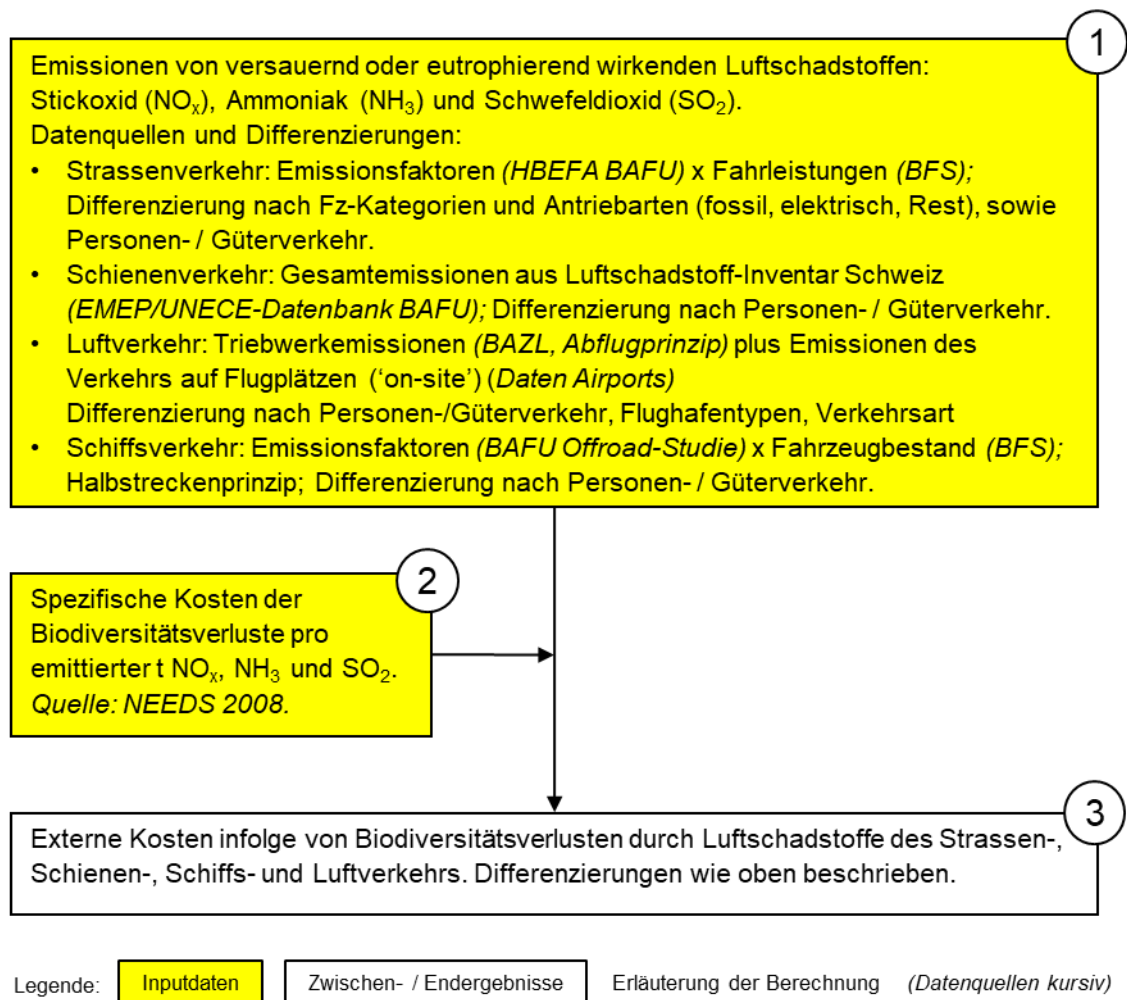 1
Emissionen von versauernd oder eutrophierend wirkenden Luftschadstoffen:
Stickoxid (NOx), Ammoniak (NH3) und Schwefeldioxid (SO2).
Datenquellen und Differenzierungen:
• Strassenverkehr: Emissionsfaktoren (HBEFA BAFU) x Fahrleistungen (BFS);
Differenzierung nach Fz-Kategorien und Antriebarten (fossil, elektrisch, Rest), sowie
Personen- / Güterverkehr.
• Schienenverkehr: Gesamtemissionen aus Luftschadstoff-Inventar Schweiz
(EMEP/UNECE-Datenbank BAFU); Differenzierung nach Personen- / Güterverkehr.
• Luftverkehr: Triebwerkemissionen (BAZL, Abflugprinzip) plus Emissionen des
Verkehrs auf Flugplätzen ('on-site') (Daten Airports)
Differenzierung nach Personen-/Güterverkehr, Flughafentypen, Verkehrsart
• Schiffsverkehr: Emissionsfaktoren (BAFU Offroad-Studie) x Fahrzeugbestand (BFS);
Halbstreckenprinzip; Differenzierung nach Personen- / Güterverkehr.
2
Spezifische Kosten der
Biodiversitätsverluste pro
emittierter t NOx, NH3 und SO2.
Quelle: NEEDS 2008.
3
Externe Kosten infolge von Biodiversitätsverlusten durch Luftschadstoffe des Strassen-,
Schienen-, Schiffs- und Luftverkehrs. Differenzierungen wie oben beschrieben.
Legende: Inputdaten Zwischen- / Endergebnisse Erläuterung der Berechnung (Datenquellen kursiv)